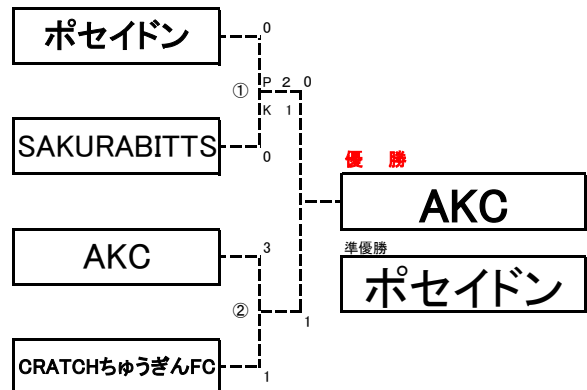 ポセイドン
0
①
P 2 0
K 1
SAKURABITTS
0
優 勝
AKC
AKC
3
準優勝
ポセイドン
②
1
CRATCHちゅうぎんFC
1